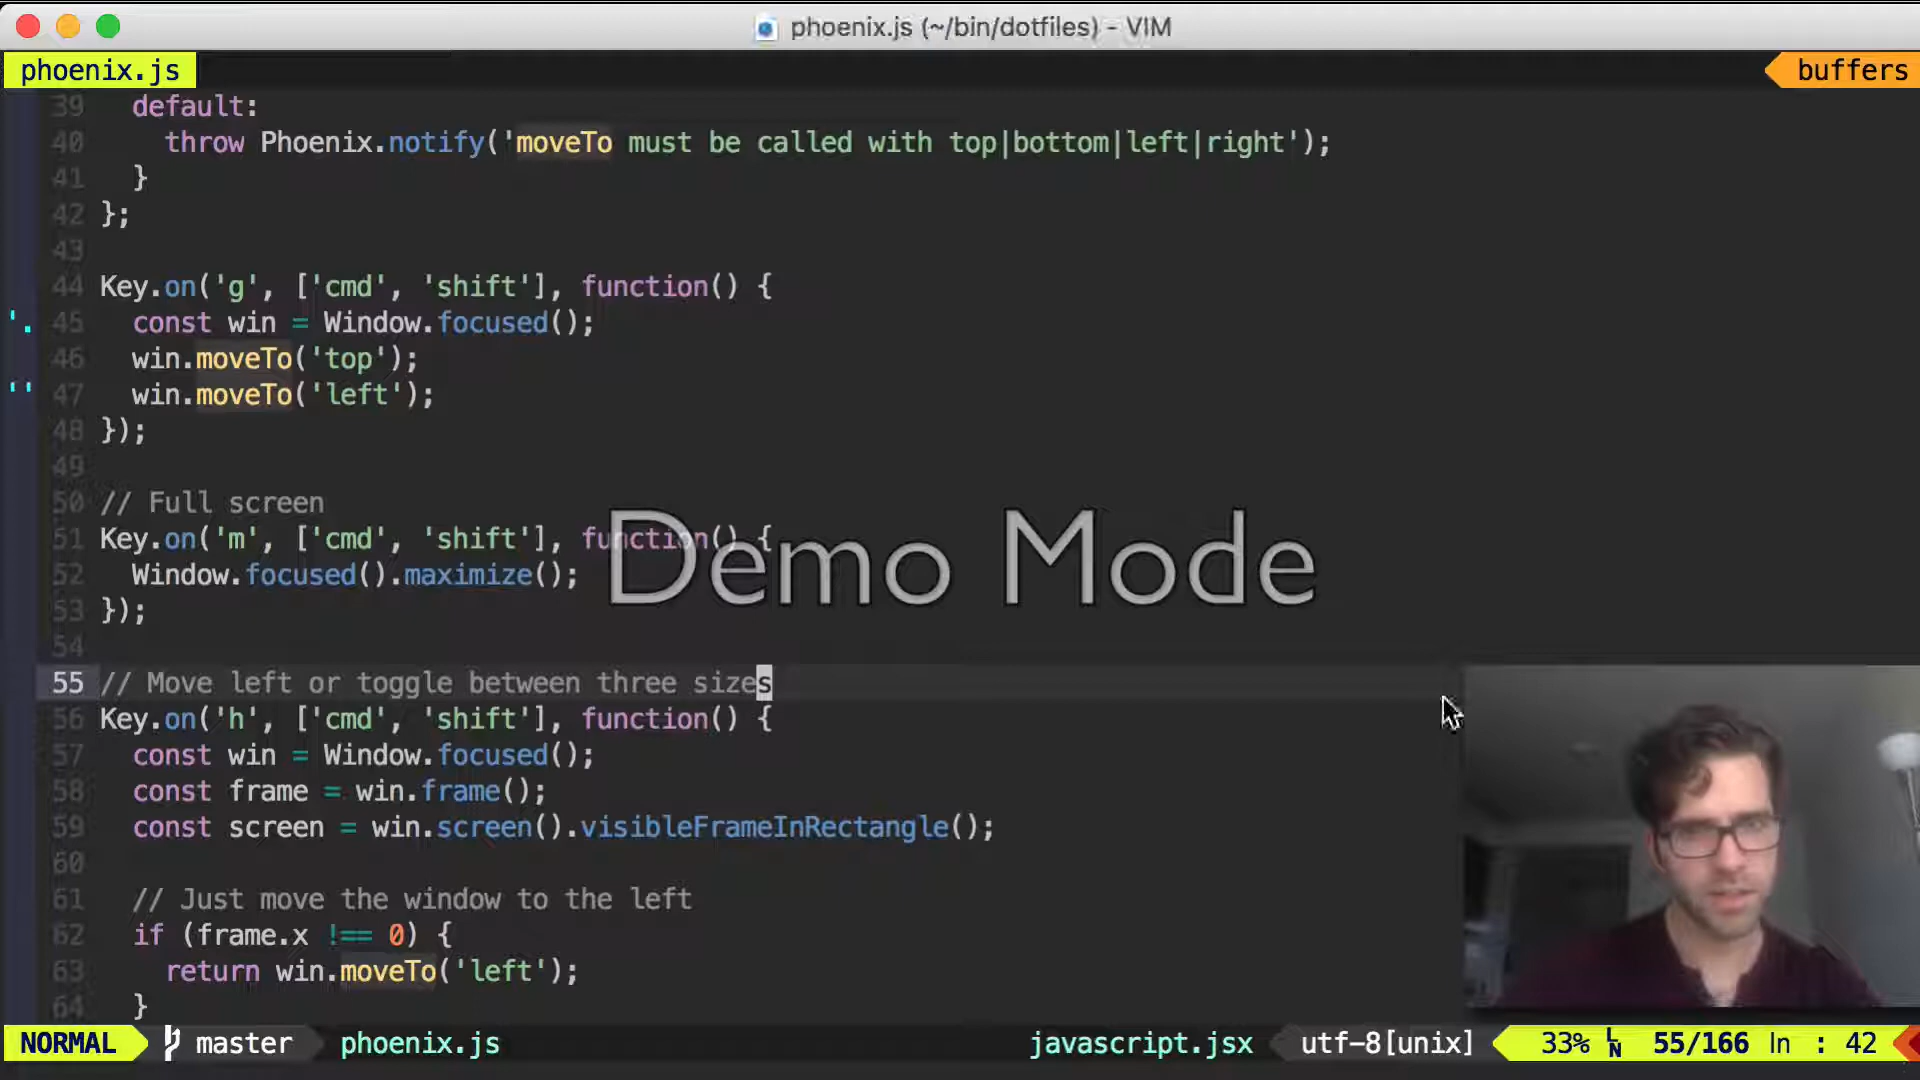 phoenix.js (~/bin/dotfiles) - VIM
phoenix.js
buffers
39   default:
40     throw Phoenix.notify('moveTo must be called with top|bottom|left|right');
41   }
42 };
43
44 Key.on('g', ['cmd', 'shift'], function() {
'. 45   const win = Window.focused();
46   win.moveTo('top');
'' 47   win.moveTo('left');
48 });
49
50 // Full screen
51 Key.on('m', ['cmd', 'shift'], function() {
52   Window.focused().maximize();
53 });
Demo Mode
54
55 // Move left or toggle between three sizes
56 Key.on('h', ['cmd', 'shift'], function() {
57   const win = Window.focused();
58   const frame = win.frame();
59   const screen = win.screen().visibleFrameInRectangle();
60
61   // Just move the window to the left
62   if (frame.x !== 0) {
63     return win.moveTo('left');
64   }
NORMAL master phoenix.js javascript.jsx utf-8[unix] 33% LN 55/166 ln : 42